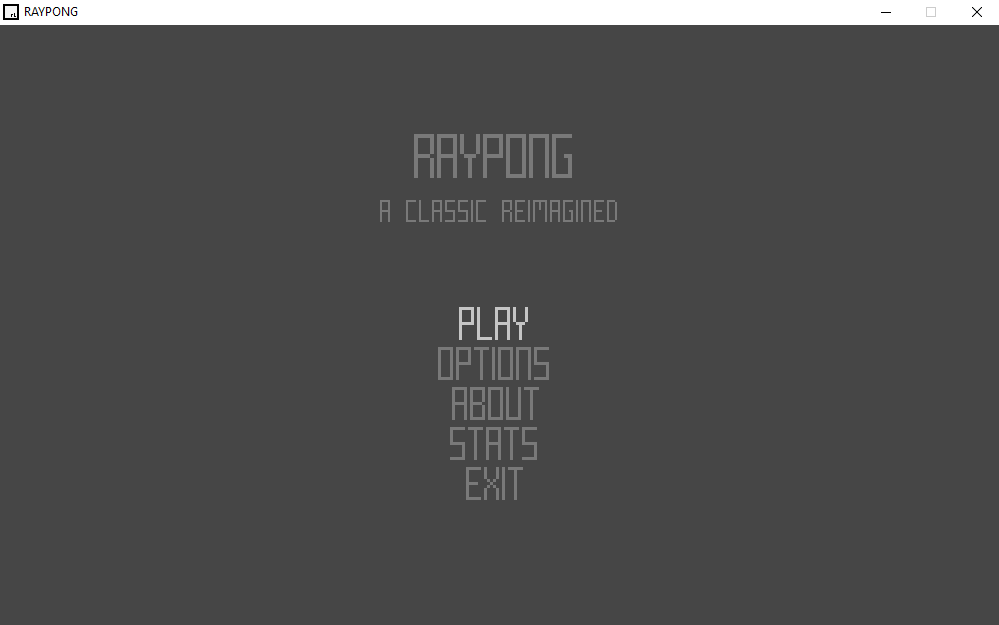 RAYPONG
RAYPONG
A CLASSIC REIMAGINED
PLAY
OPTIONS
ABOUT
STATS
EXIT